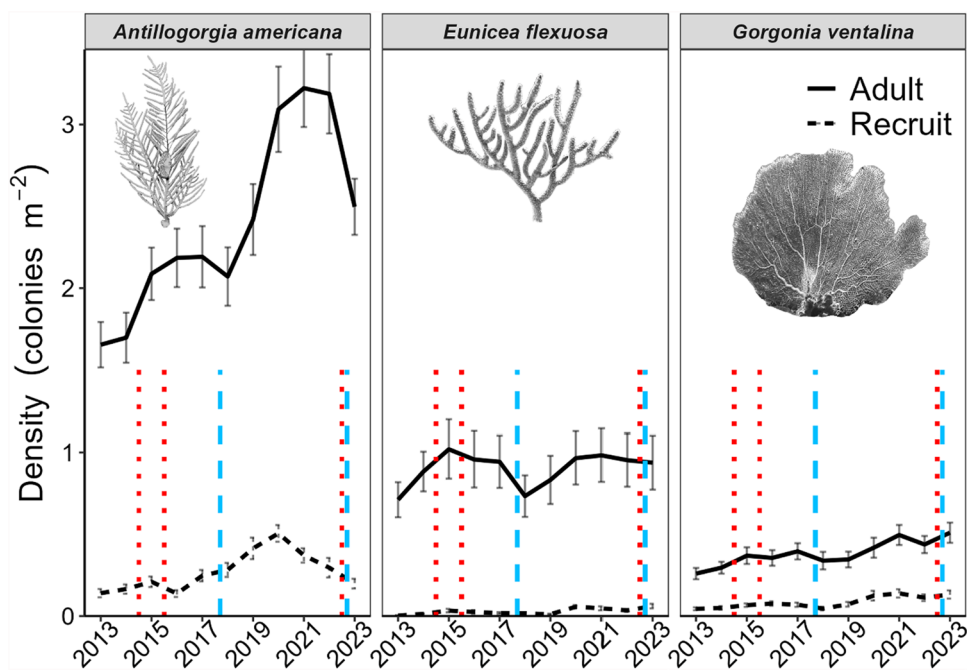 Antillogorgia americana
Eunicea flexuosa
Gorgonia ventalina
Adult
Recruit
Density (colonies m⁻²)
3
2
1
0
2013 2015 2017 2019 2021 2023
2013 2015 2017 2019 2021 2023
2013 2015 2017 2019 2021 2023